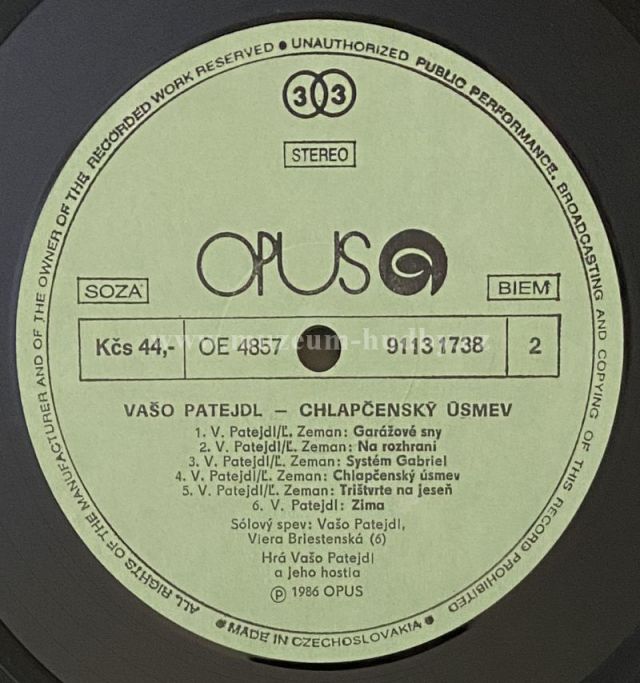 ALL RIGHTS OF THE MANUFACTURER AND OF THE OWNER OF THE RECORDED WORK RESERVED ● UNAUTHORIZED PUBLIC PERFORMANCE. BROADCASTING AND COPYING OF THIS RECORD PROHIBITED
33
STEREO
OPUS
SOZA BIEM
Kčs 44,- OE 4857 9113 1738 2
www.muzeum-hudby.cz
VAŠO PATEJDL – CHLAPČENSKÝ ÚSMEV
1. V. Patejdl/Ľ. Zeman: Garážové sny
2. V. Patejdl/Ľ. Zeman: Na rozhraní
3. V. Patejdl/Ľ. Zeman: Systém Gabriel
4. V. Patejdl/Ľ. Zeman: Chlapčenský úsmev
5. V. Patejdl/Ľ. Zeman: Trištvrte na jeseň
6. V. Patejdl: Zima
Sólový spev: Vašo Patejdl,
Viera Briestenská (6)
Hrá Vašo Patejdl
a jeho hostia
Ⓟ 1986 OPUS
● MADE IN CZECHOSLOVAKIA ●